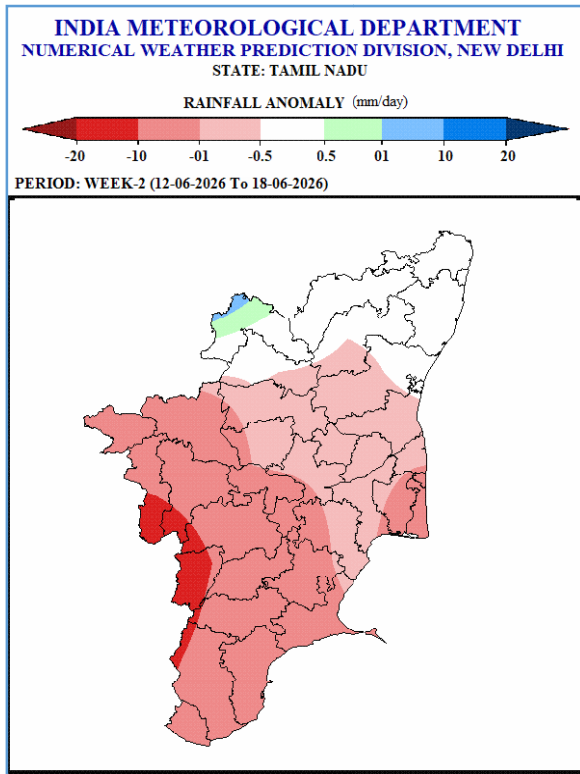 INDIA METEOROLOGICAL DEPARTMENT
NUMERICAL WEATHER PREDICTION DIVISION, NEW DELHI
STATE: TAMIL NADU
RAINFALL ANOMALY (mm/day)
-20 -10 -01 -0.5 0.5 01 10 20
PERIOD: WEEK-2 (12-06-2026 To 18-06-2026)